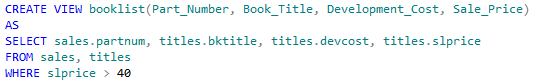 CREATE VIEW booklist(Part_Number, Book_Title, Development_Cost, Sale_Price)
AS
SELECT sales.partnum, titles.bktitle, titles.devcost, titles.slprice
FROM sales, titles
WHERE slprice > 40